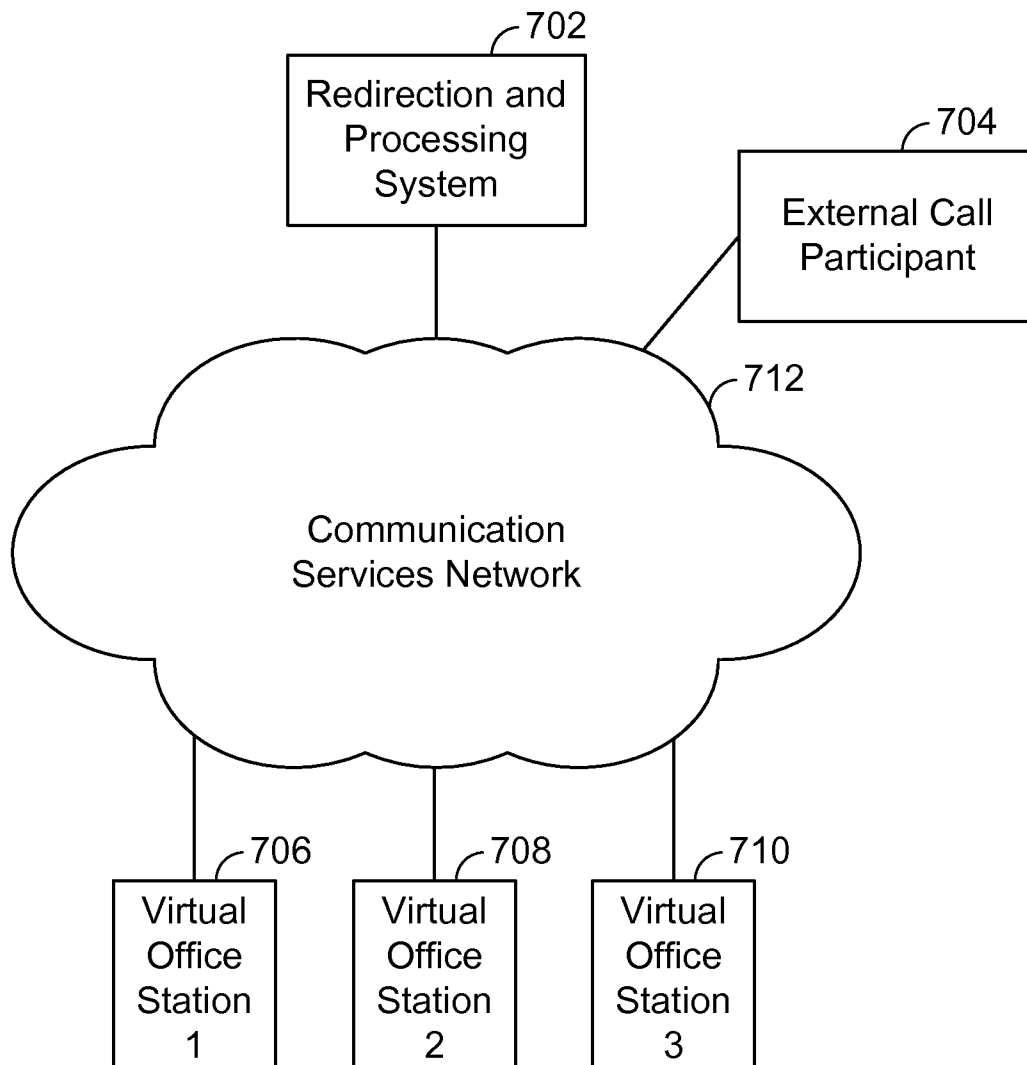 702
Redirection and
Processing
System
704
External Call
Participant
712
Communication
Services Network
706
Virtual
Office
Station
1
708
Virtual
Office
Station
2
710
Virtual
Office
Station
3